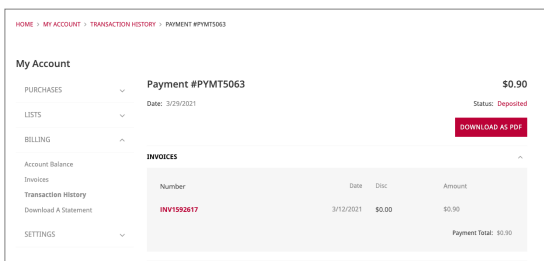 HOME > MY ACCOUNT > TRANSACTION HISTORY > PAYMENT #PYMT5063
My Account
PURCHASES
LISTS
BILLING
Account Balance
Invoices
Transaction History
Download A Statement
SETTINGS
Payment #PYMT5063 $0.90
Date: 3/29/2021 Status: Deposited
DOWNLOAD AS PDF
INVOICES
Number Date Disc Amount
INV1592617 3/12/2021 $0.00 $0.90
Payment Total: $0.90